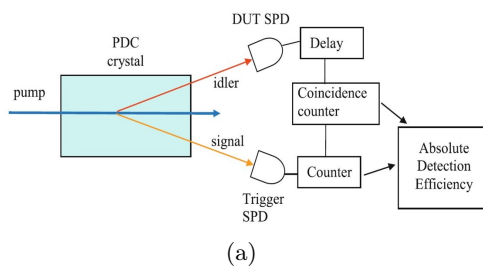 DUT SPD
PDC
crystal
Delay
pump
idler
Coincidence
counter
signal
Absolute
Detection
Efficiency
Counter
Trigger
SPD
(a)